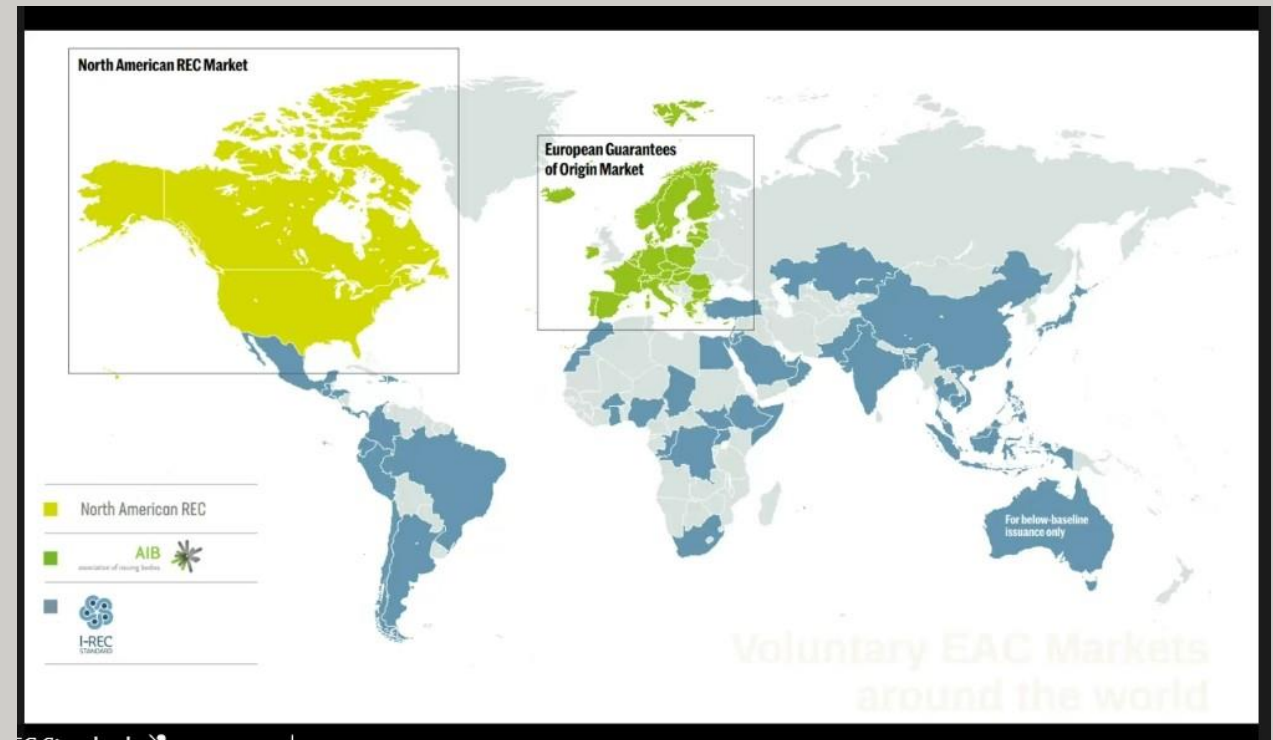 North American REC Market
European Guarantees
of Origin Market
For below-baseline
issuance only
North American REC
AIB
association of issuing bodies
I-REC
STANDARD
Voluntary EAC Markets
around the world